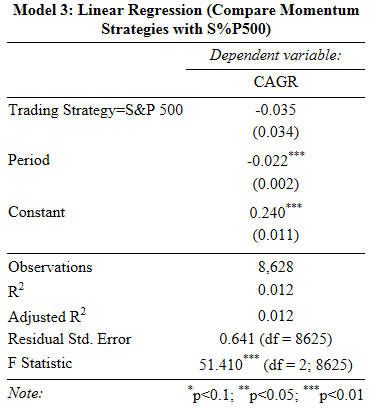 Model 3: Linear Regression (Compare Momentum
Strategies with S%P500)
Dependent variable:
CAGR
Trading Strategy=S&P 500 -0.035
(0.034)
Period -0.022***
(0.002)
Constant 0.240***
(0.011)
Observations 8,628
R2 0.012
Adjusted R2 0.012
Residual Std. Error 0.641 (df = 8625)
F Statistic 51.410*** (df = 2; 8625)
Note: *p<0.1; **p<0.05; ***p<0.01